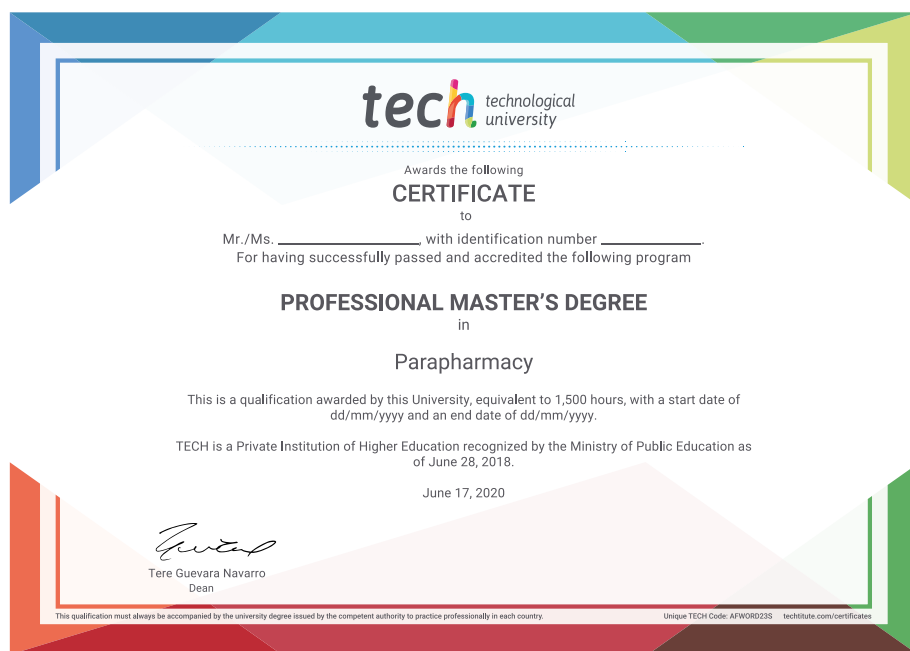 tech technological
university
Awards the following
CERTIFICATE
to
Mr./Ms. ____________________, with identification number ______________.
For having successfully passed and accredited the following program
PROFESSIONAL MASTER'S DEGREE
in
Parapharmacy
This is a qualification awarded by this University, equivalent to 1,500 hours, with a start date of
dd/mm/yyyy and an end date of dd/mm/yyyy.
TECH is a Private Institution of Higher Education recognized by the Ministry of Public Education as
of June 28, 2018.
June 17, 2020
Tere Guevara Navarro
Dean
This qualification must always be accompanied by the university degree issued by the competent authority to practice professionally in each country.
Unique TECH Code: AFWORD23S techtitute.com/certificates